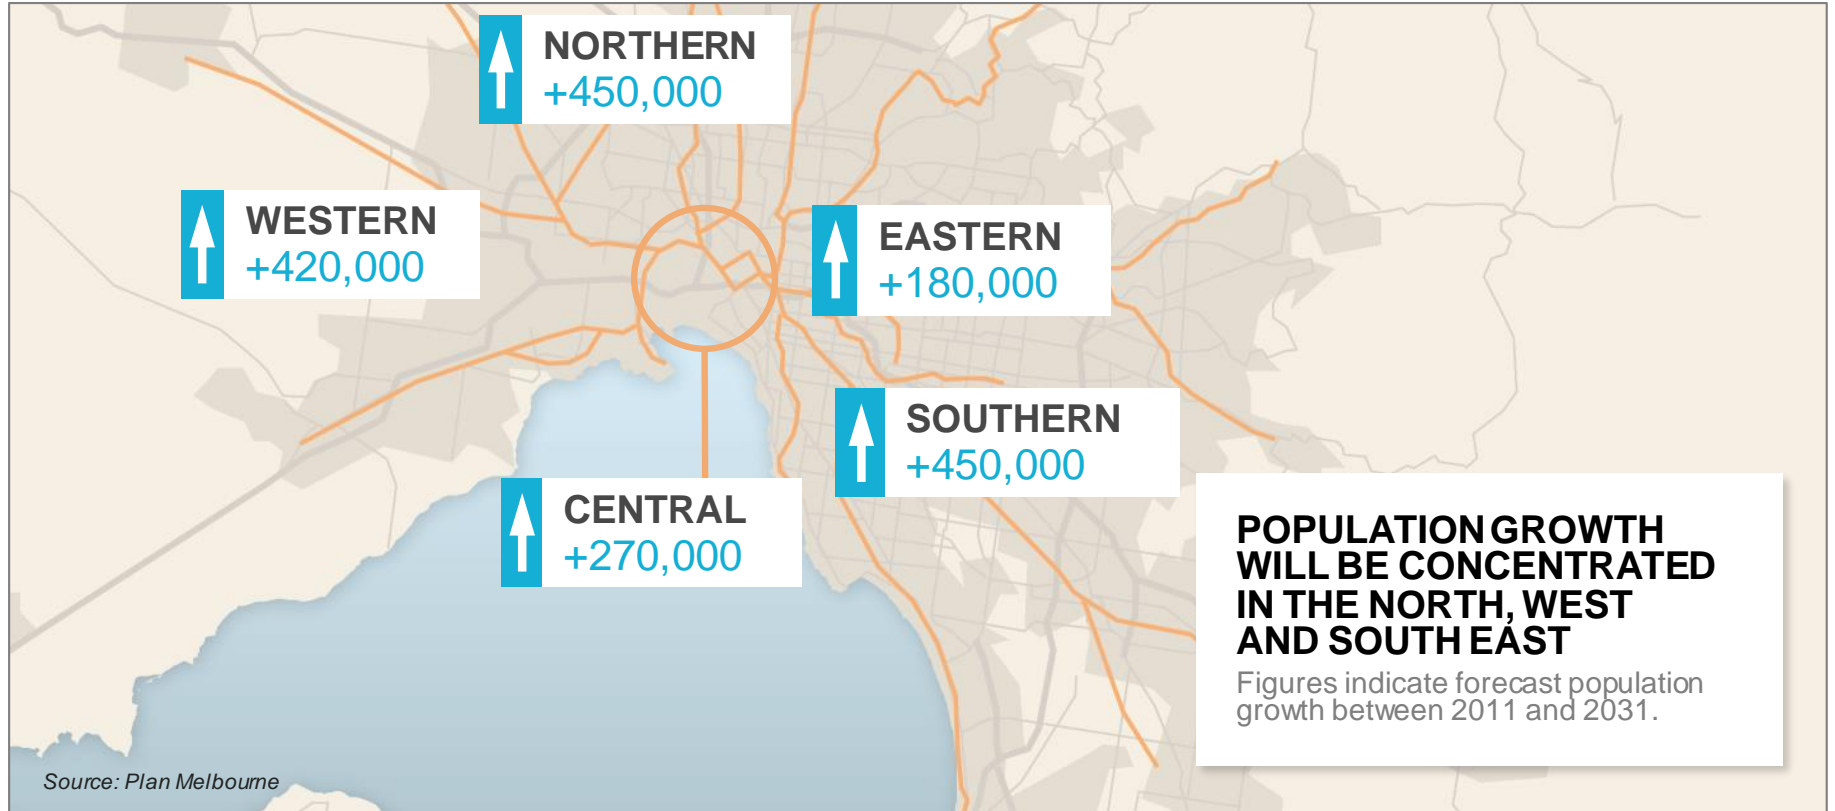 NORTHERN
+450,000
WESTERN
+420,000
EASTERN
+180,000
SOUTHERN
+450,000
CENTRAL
+270,000
POPULATION GROWTH
WILL BE CONCENTRATED
IN THE NORTH, WEST
AND SOUTH EAST
Figures indicate forecast population
growth between 2011 and 2031.
Source: Plan Melbourne